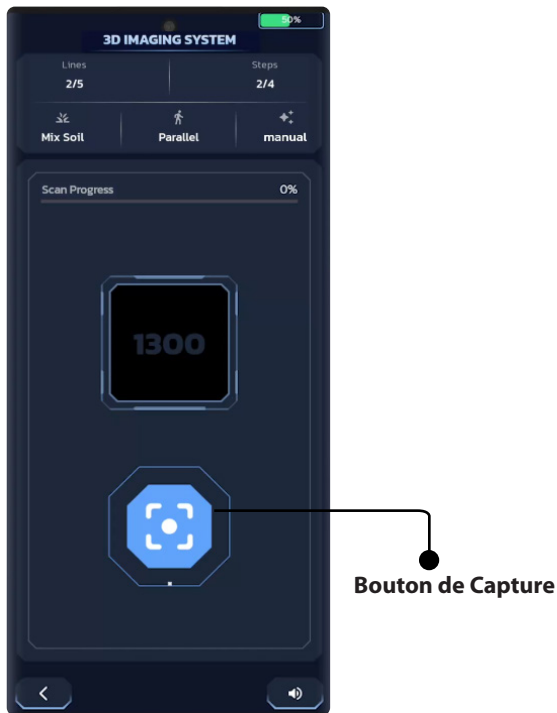 50%
3D IMAGING SYSTEM
Lines Steps
2/5 2/4
Mix Soil Parallel manual
Scan Progress 0%
1300
Bouton de Capture